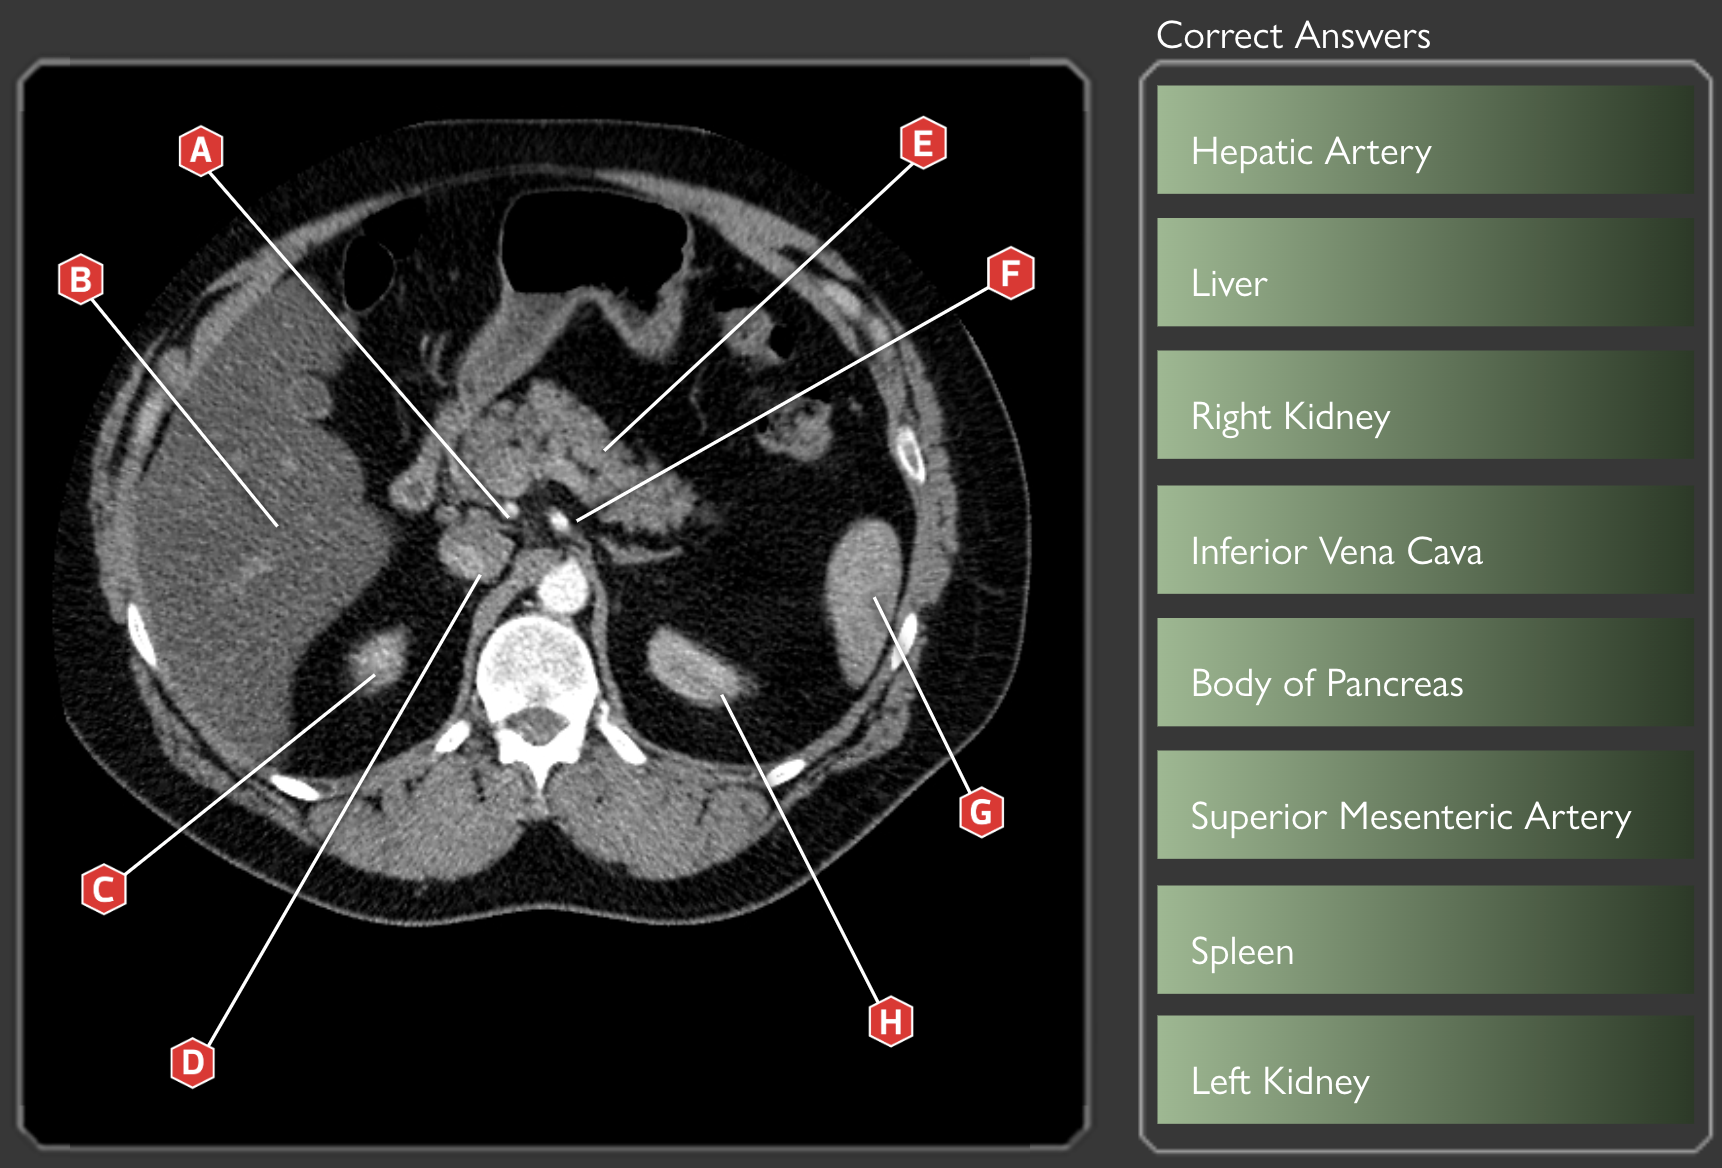 Correct Answers
A
B
C
D
E
F
G
H
Hepatic Artery
Liver
Right Kidney
Inferior Vena Cava
Body of Pancreas
Superior Mesenteric Artery
Spleen
Left Kidney